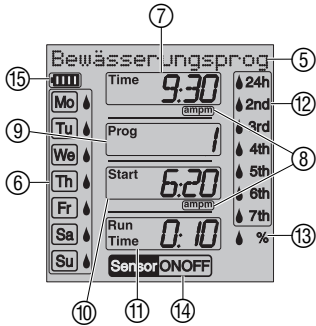 ⑦
Bewässerungsprog ⑤
⑮ Time 9:30 ampm 24h
Mo 2nd ⑫
⑨ Tu Prog 1 3rd
We 4th ⑧
⑥ Th Start 6:20 ampm 5th
Fr 6th
Sa Run Time 0:10 7th
Su % ⑬
Sensor ONOFF
⑩ ⑪ ⑭